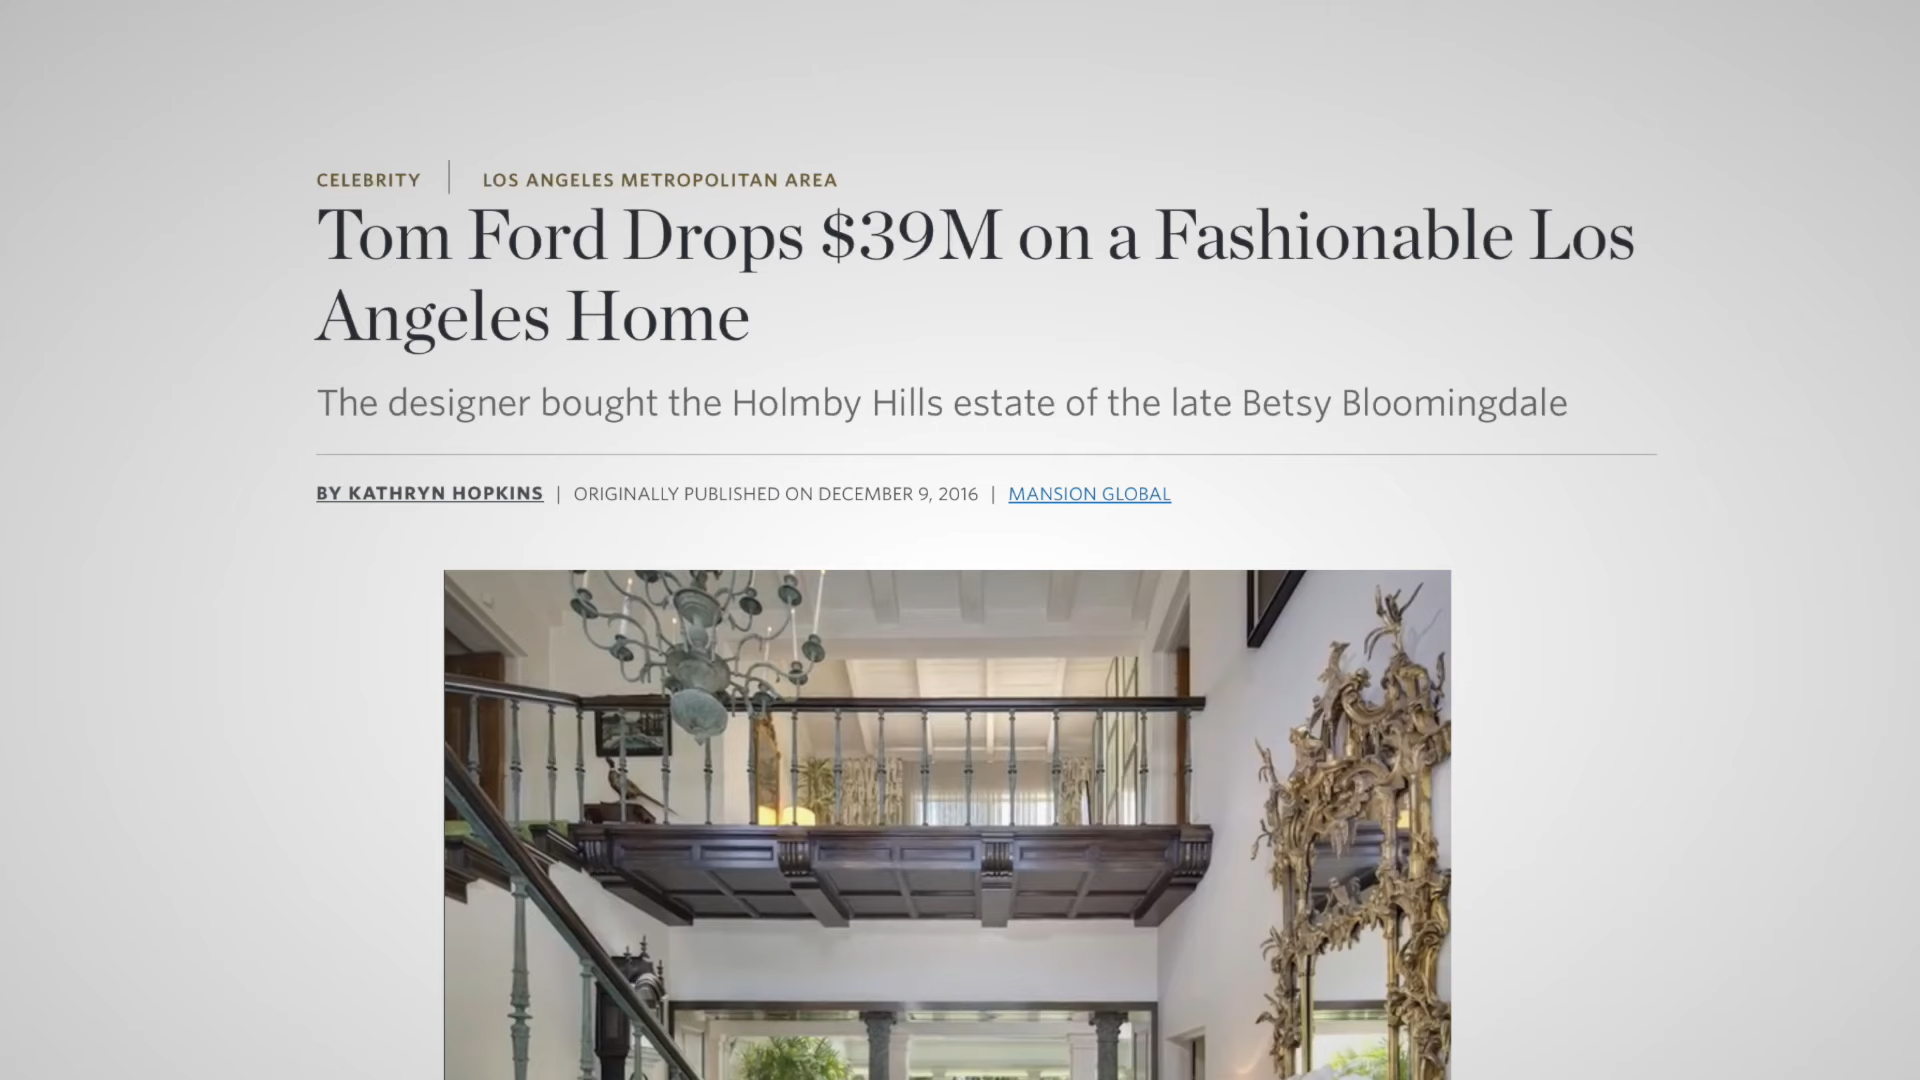 CELEBRITY | LOS ANGELES METROPOLITAN AREA
Tom Ford Drops $39M on a Fashionable Los
Angeles Home
The designer bought the Holmby Hills estate of the late Betsy Bloomingdale
BY KATHRYN HOPKINS | ORIGINALLY PUBLISHED ON DECEMBER 9, 2016 | MANSION GLOBAL